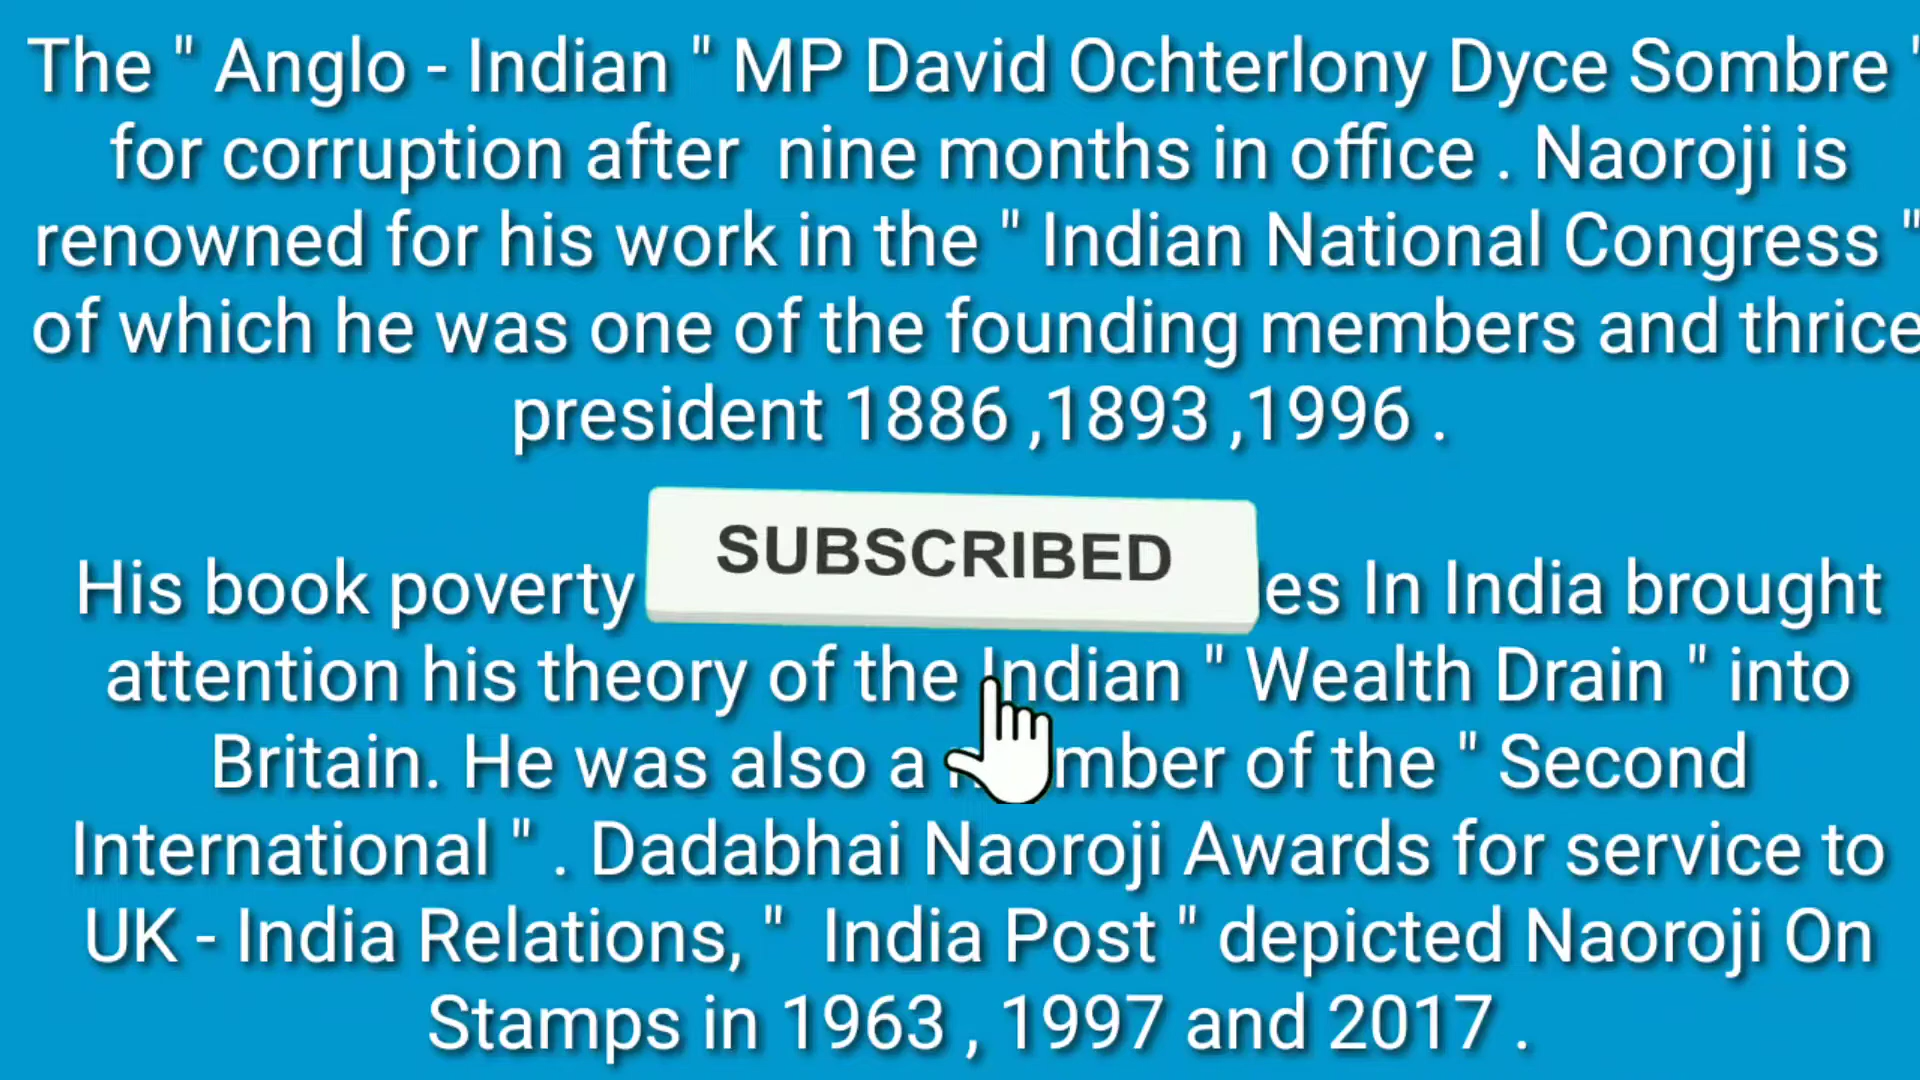 The " Anglo - Indian " MP David Ochterlony Dyce Sombre "
for corruption after nine months in office . Naoroji is
renowned for his work in the " Indian National Congress "
of which he was one of the founding members and thrice
president 1886 ,1893 ,1996 .
SUBSCRIBED
His book poverty es In India brought
attention his theory of the Indian " Wealth Drain " into
Britain. He was also a mber of the " Second
International " . Dadabhai Naoroji Awards for service to
UK - India Relations, " India Post " depicted Naoroji On
Stamps in 1963 , 1997 and 2017 .